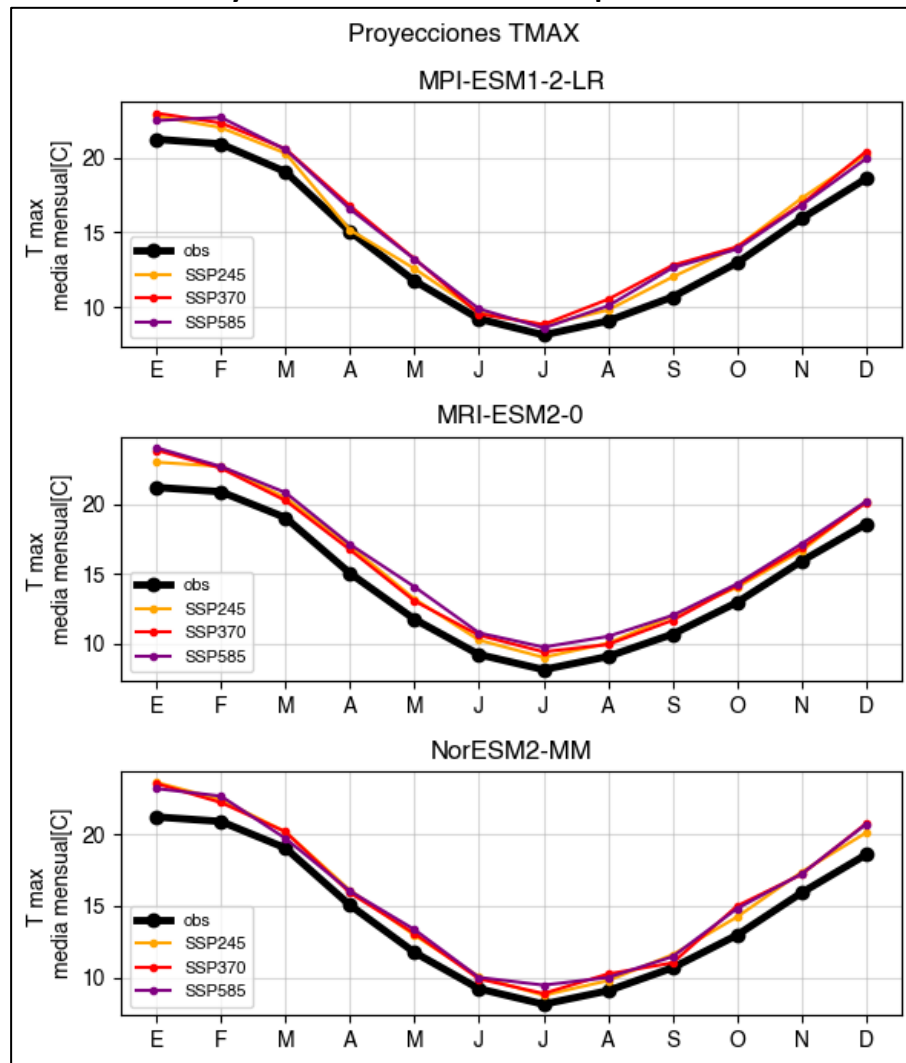 Proyecciones TMAX
MPI-ESM1-2-LR
T max
media mensual[C]
20
15
10
obs
SSP245
SSP370
SSP585
E F M A M J J A S O N D
MRI-ESM2-0
T max
media mensual[C]
20
15
10
obs
SSP245
SSP370
SSP585
E F M A M J J A S O N D
NorESM2-MM
T max
media mensual[C]
20
15
10
obs
SSP245
SSP370
SSP585
E F M A M J J A S O N D